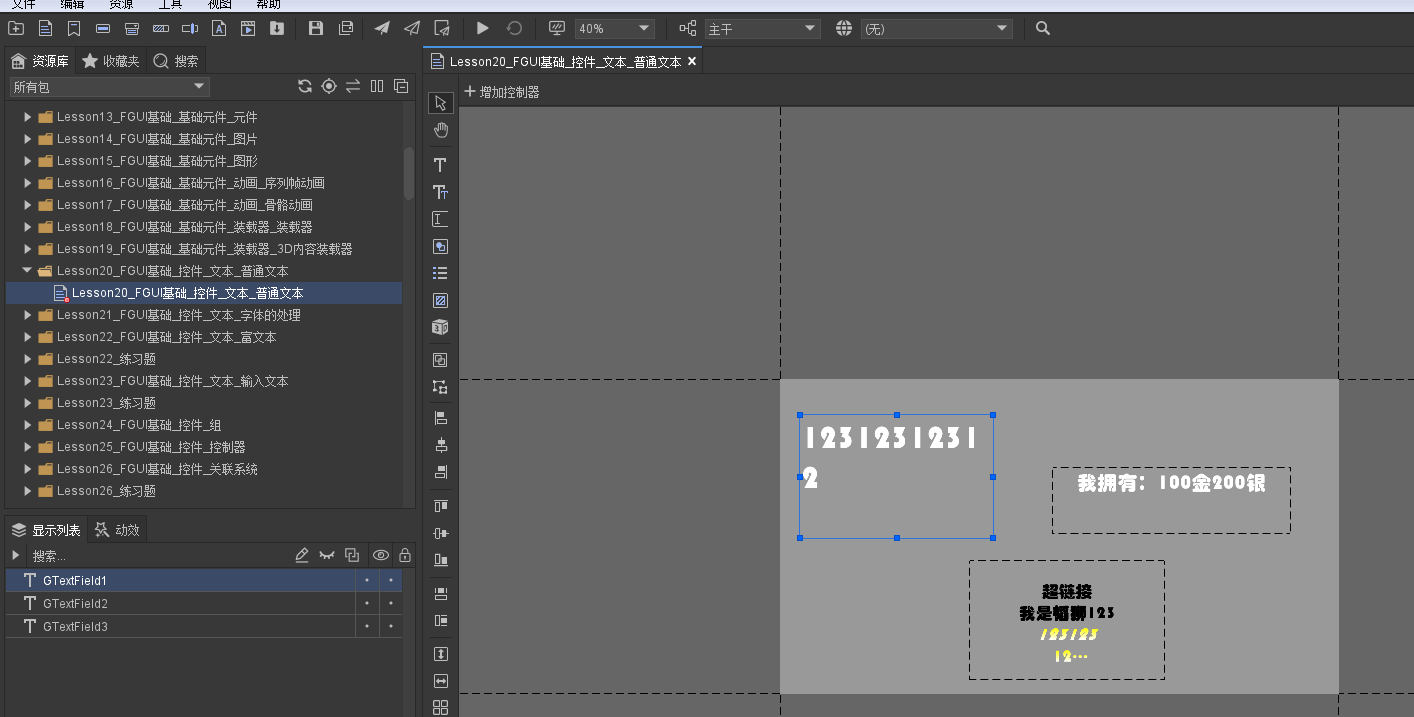 文件 编辑 资源 工具 视图 帮助
40% 主干 (无)
资源库 收藏夹 搜索
Lesson20_FGUI基础_控件_文本_普通文本
所有包
增加控制器
Lesson13_FGUI基础_基础元件_元件
Lesson14_FGUI基础_基础元件_图片
Lesson15_FGUI基础_基础元件_图形
Lesson16_FGUI基础_基础元件_动画_序列帧动画
Lesson17_FGUI基础_基础元件_动画_骨骼动画
Lesson18_FGUI基础_基础元件_装载器_装载器
Lesson19_FGUI基础_基础元件_装载器_3D内容装载器
Lesson20_FGUI基础_控件_文本_普通文本
Lesson20_FGUI基础_控件_文本_普通文本
Lesson21_FGUI基础_控件_文本_字体的处理
Lesson22_FGUI基础_控件_文本_富文本
Lesson22_练习题
Lesson23_FGUI基础_控件_文本_输入文本
Lesson23_练习题
Lesson24_FGUI基础_控件_组
Lesson25_FGUI基础_控件_控制器
Lesson26_FGUI基础_控件_关联系统
Lesson26_练习题
显示列表 动效
搜索...
GTextField1
GTextField2
GTextField3
1231231231
2
我拥有：100金200银
超链接
我是 123
123123
12…